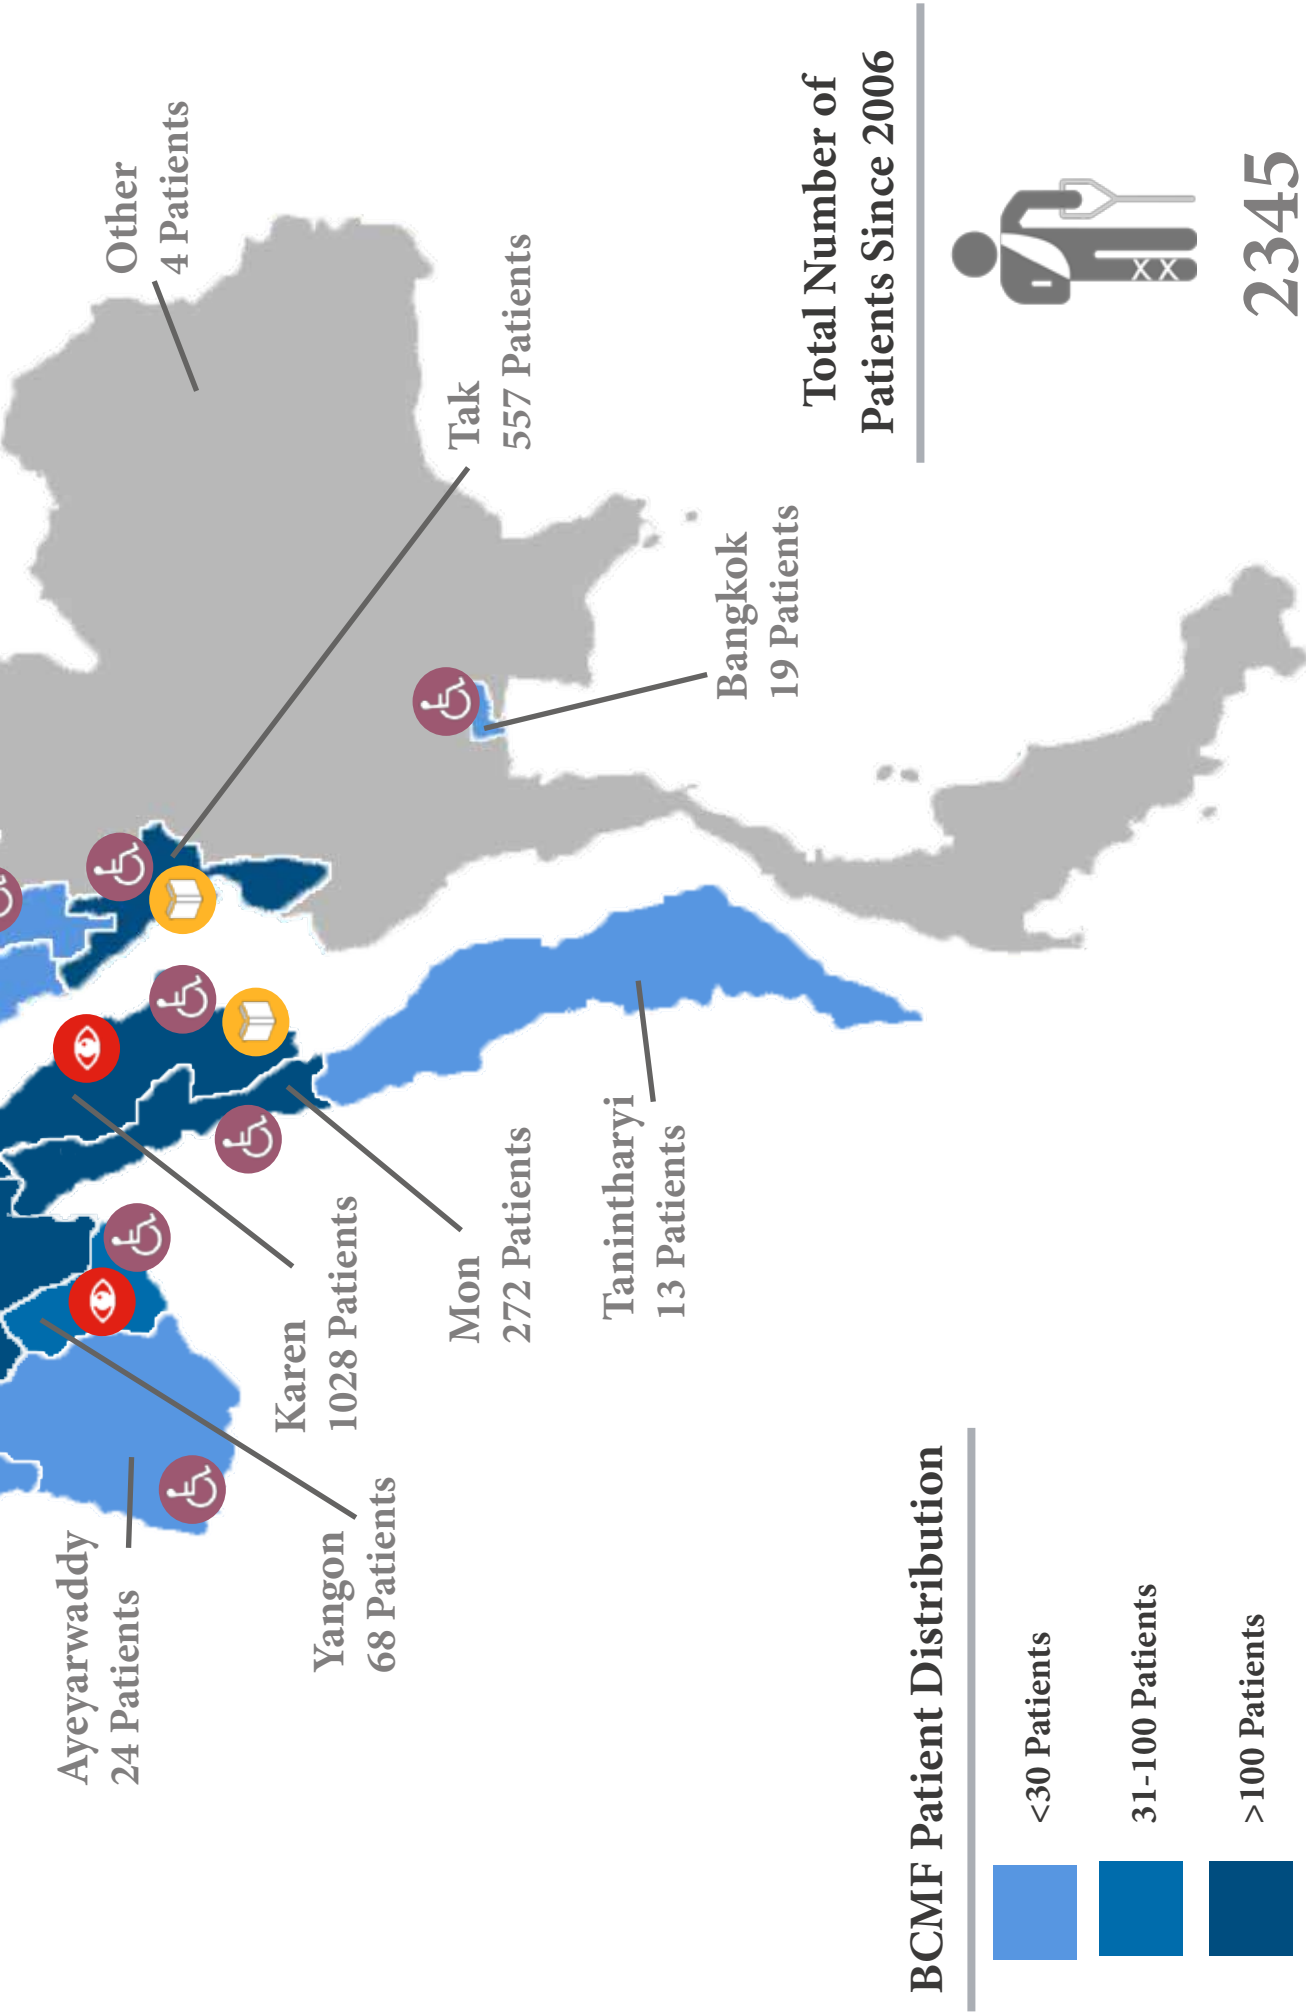 Ayeyarwaddy
24 Patients
Yangon
68 Patients
Karen
1028 Patients
Mon
272 Patients
Tanintharyi
13 Patients
Other
4 Patients
Tak
557 Patients
Bangkok
19 Patients
BCMF Patient Distribution
<30 Patients
31-100 Patients
>100 Patients
Total Number of
Patients Since 2006
2345